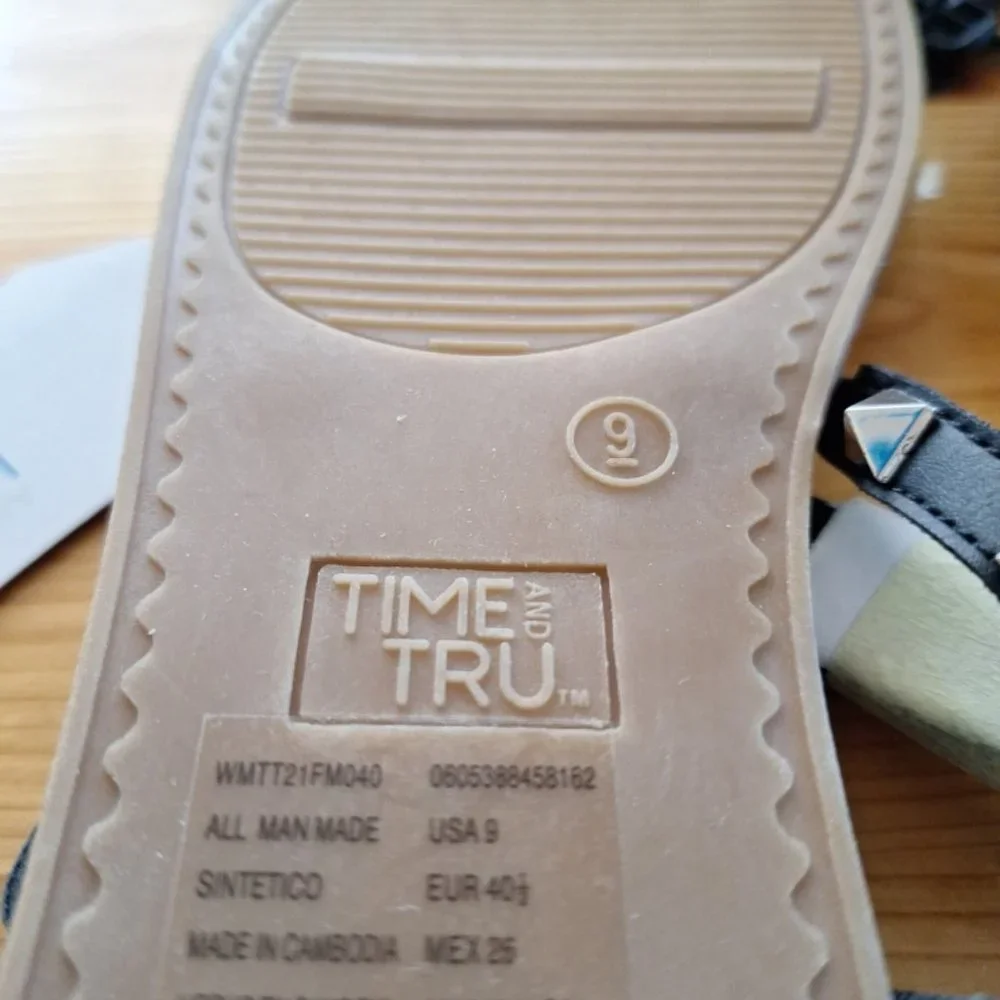 9
TIME AND
TRU™
WMTT21FM040 0605388458162
ALL MAN MADE USA 9
SINTETICO EUR 40½
MADE IN CAMBODIA MEX 26